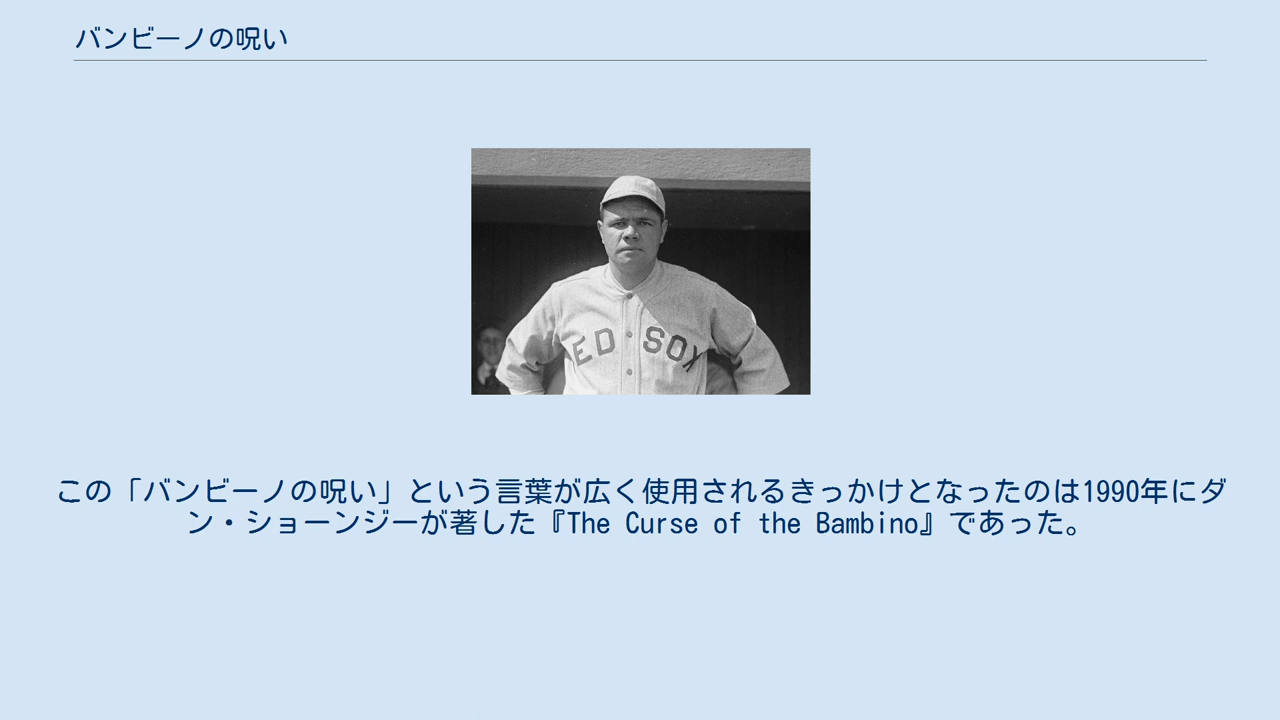 バンビーノの呪い
ED SOX
この「バンビーノの呪い」という言葉が広く使用されるきっかけとなったのは1990年にダ
ン・ショーンジーが著した『The Curse of the Bambino』であった。